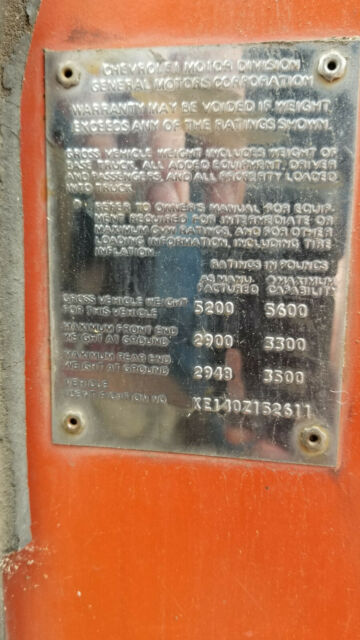 CHEVROLET MOTOR DIVISION
GENERAL MOTORS CORPORATION
WARRANTY MAY BE VOIDED IF WEIGHT
EXCEEDS ANY OF THE RATINGS SHOWN.
GROSS VEHICLE WEIGHT INCLUDES WEIGHT OF
BASE TRUCK, ALL ADDED EQUIPMENT, DRIVER
AND PASSENGERS, AND ALL PROPERTY LOADED
INTO TRUCK.
REFER TO OWNER'S MANUAL FOR EQUIP-
MENT REQUIRED FOR INTERMEDIATE OR
MAXIMUM GVW RATINGS, AND FOR OTHER
LOADING INFORMATION, INCLUDING TIRE
INFLATION.
RATINGS IN POUNDS
AS MANU- MAXIMUM
FACTURED CAPABILITY
GROSS VEHICLE WEIGHT
FOR THIS VEHICLE 5200 5600
MAXIMUM FRONT END
WEIGHT AT GROUND 2900 3300
MAXIMUM REAR END
WEIGHT AT GROUND 2948 3500
VEHICLE
IDENTIFICATION NO. KE140Z152611